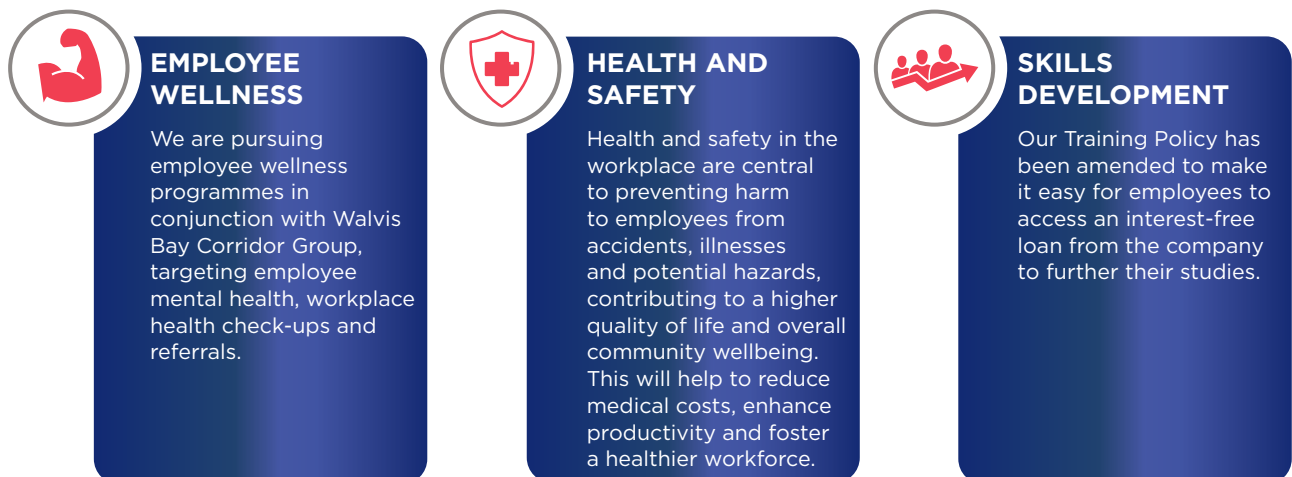 EMPLOYEE
WELLNESS
We are pursuing
employee wellness
programmes in
conjunction with Walvis
Bay Corridor Group,
targeting employee
mental health, workplace
health check-ups and
referrals.
HEALTH AND
SAFETY
Health and safety in the
workplace are central
to preventing harm
to employees from
accidents, illnesses
and potential hazards,
contributing to a higher
quality of life and overall
community wellbeing.
This will help to reduce
medical costs, enhance
productivity and foster
a healthier workforce.
SKILLS
DEVELOPMENT
Our Training Policy has
been amended to make
it easy for employees to
access an interest-free
loan from the company
to further their studies.